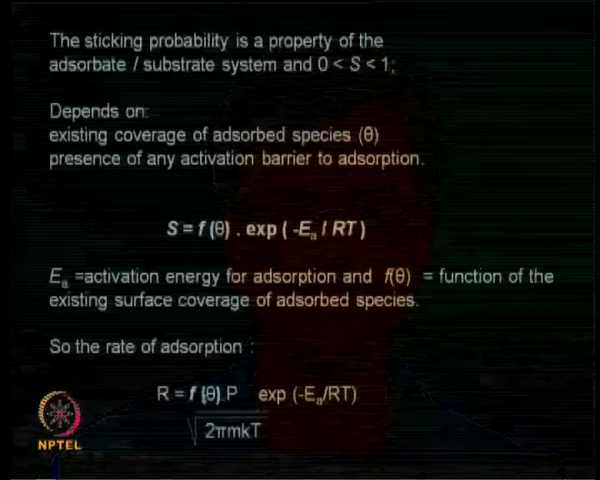 The sticking probability is a property of the
adsorbate / substrate system and 0 < S < 1;
Depends on:
existing coverage of adsorbed species (θ)
presence of any activation barrier to adsorption.
S = f (θ) . exp ( -Ea / RT )
Ea =activation energy for adsorption and f(θ) = function of the
existing surface coverage of adsorbed species.
So the rate of adsorption :
R = f (θ).P exp (-Ea/RT)
√2πmkT
NPTEL